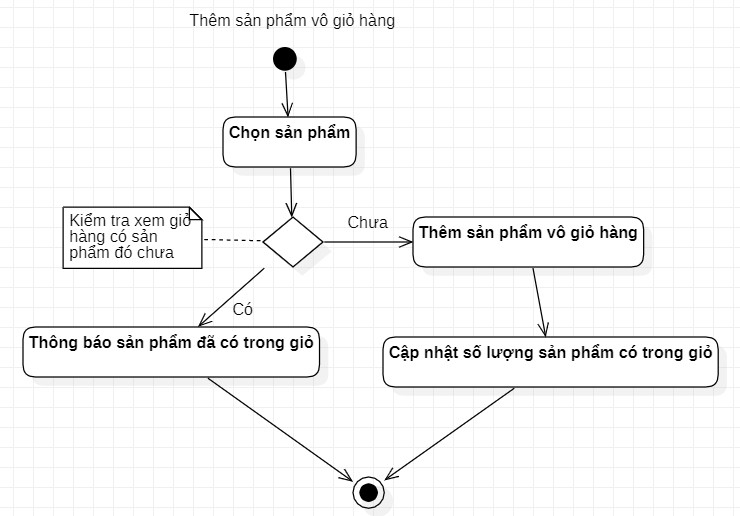 Thêm sản phẩm vô giỏ hàng
Chọn sản phẩm
Kiểm tra xem giỏ
hàng có sản
phẩm đó chưa
Chưa
Thêm sản phẩm vô giỏ hàng
Có
Thông báo sản phẩm đã có trong giỏ
Cập nhật số lượng sản phẩm có trong giỏ